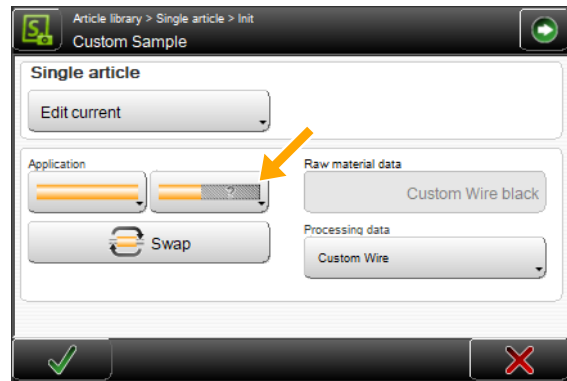 Article library > Single article > Init
Custom Sample
Single article
Edit current
Application
?
Swap
Raw material data
Custom Wire black
Processing data
Custom Wire